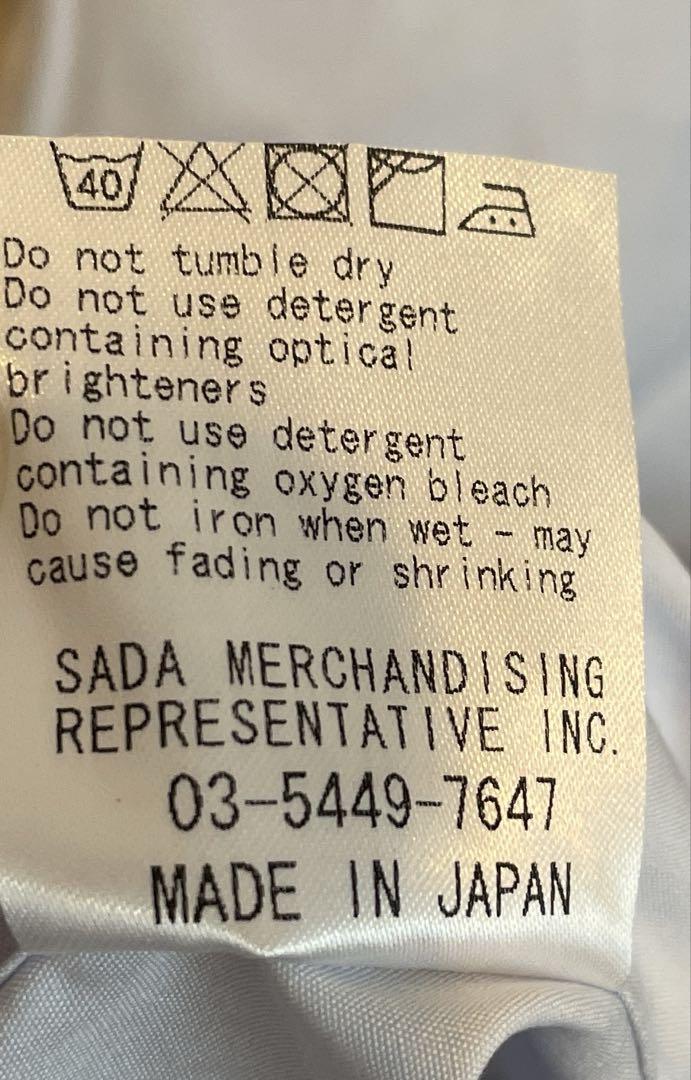 40
Do not tumble dry
Do not use detergent
containing optical
brighteners
Do not use detergent
containing oxygen bleach
Do not iron when wet - may
cause fading or shrinking
SADA MERCHANDISING
REPRESENTATIVE INC.
03-5449-7647
MADE IN JAPAN